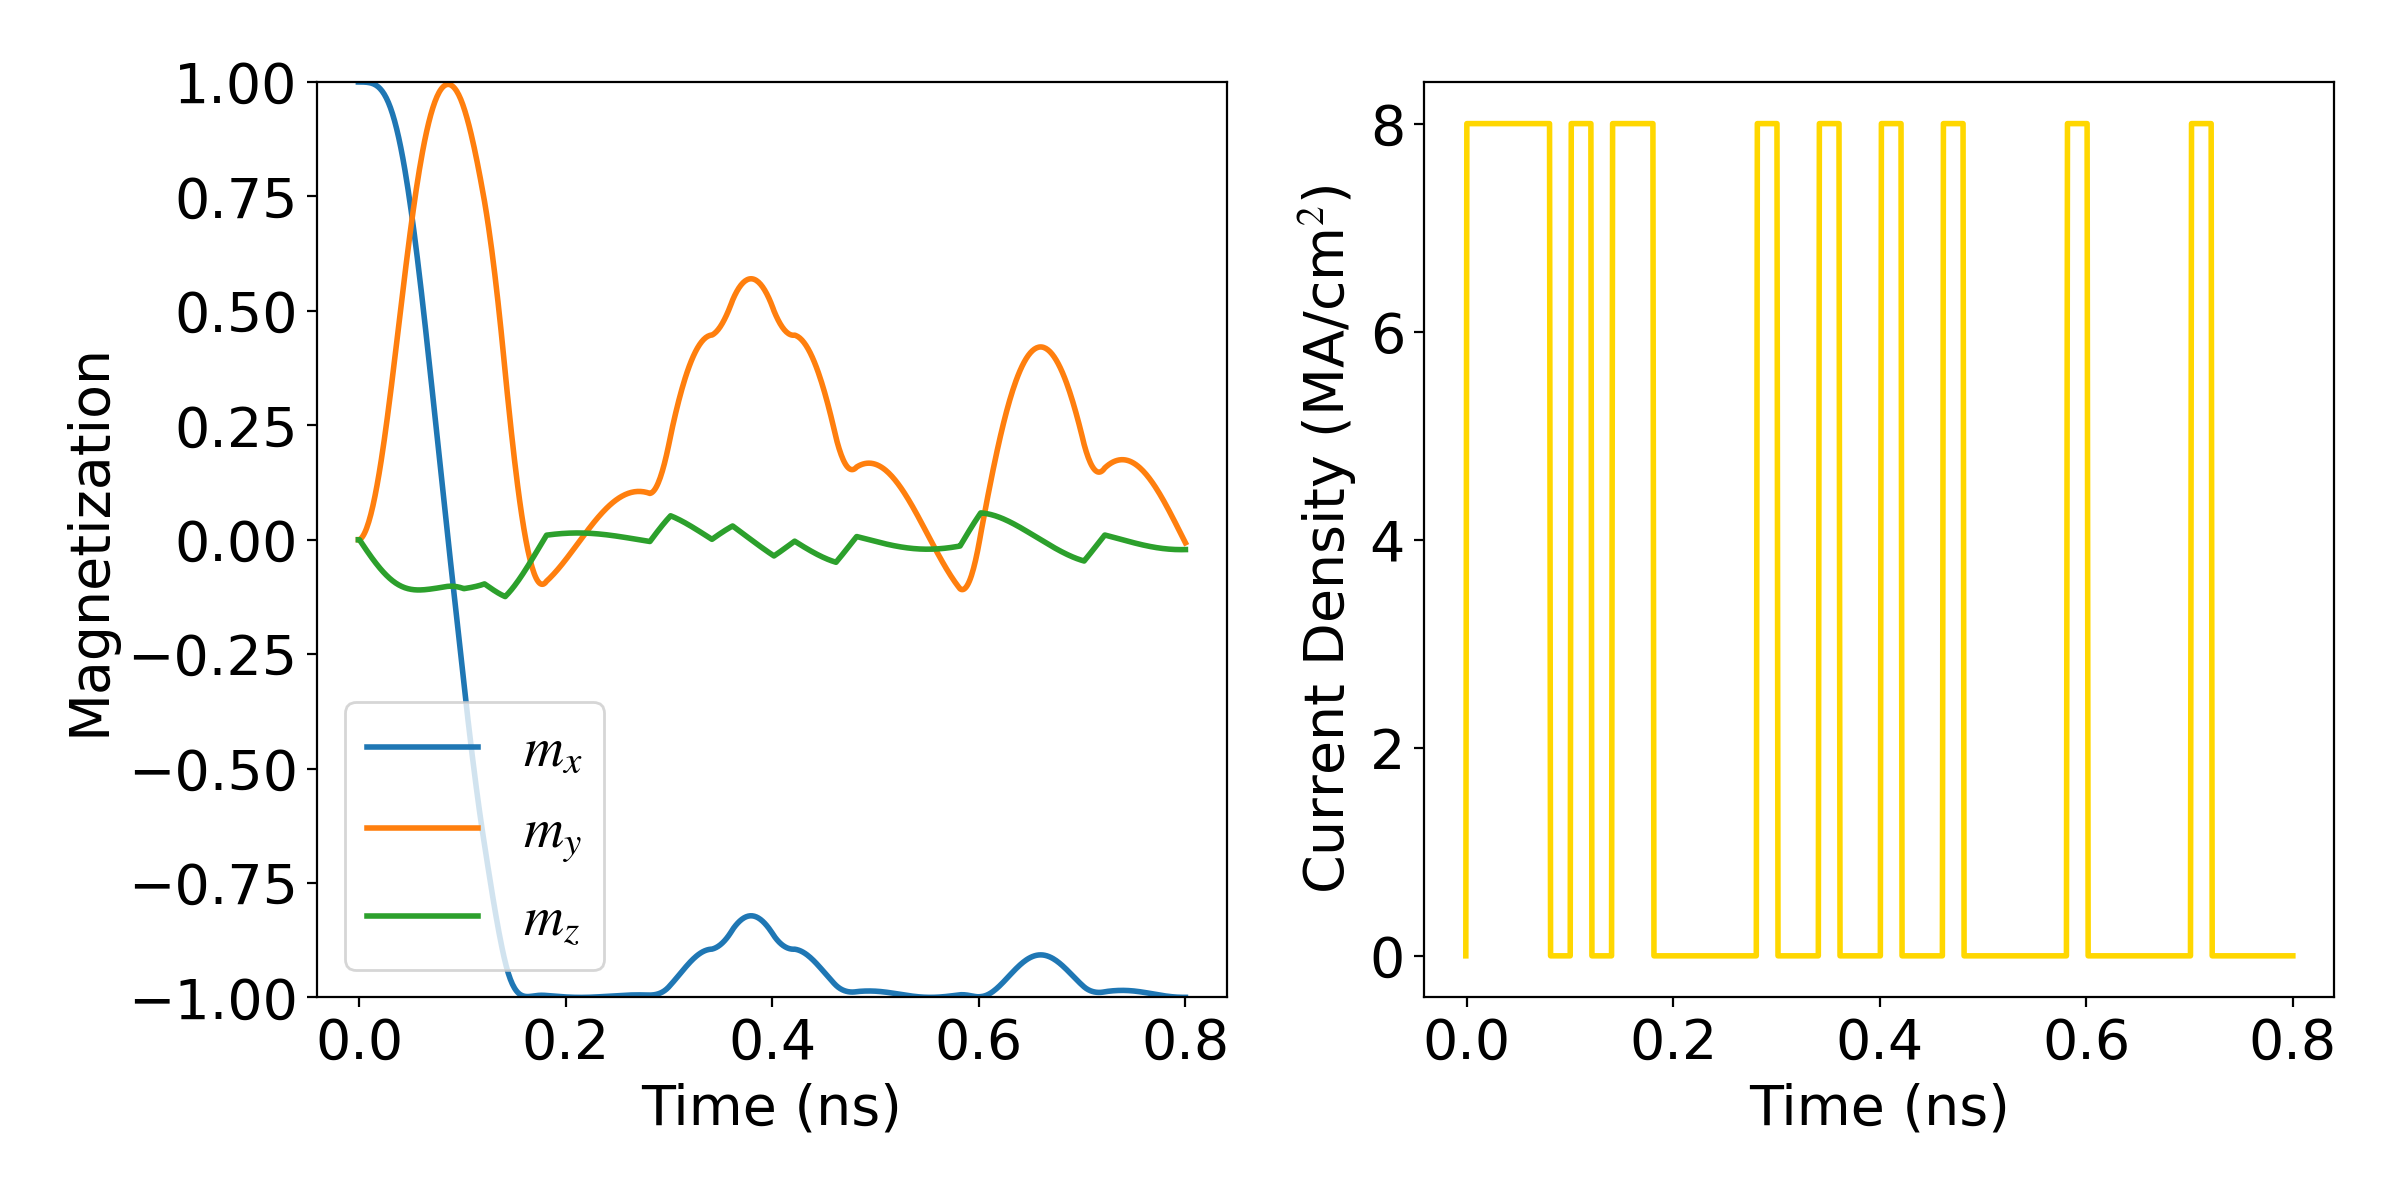 Magnetization
1.00
0.75
0.50
0.25
0.00
−0.25
−0.50
−0.75
−1.00
m_x
m_y
m_z
0.0 0.2 0.4 0.6 0.8
Time (ns)
Current Density (MA/cm²)
8
6
4
2
0
0.0 0.2 0.4 0.6 0.8
Time (ns)